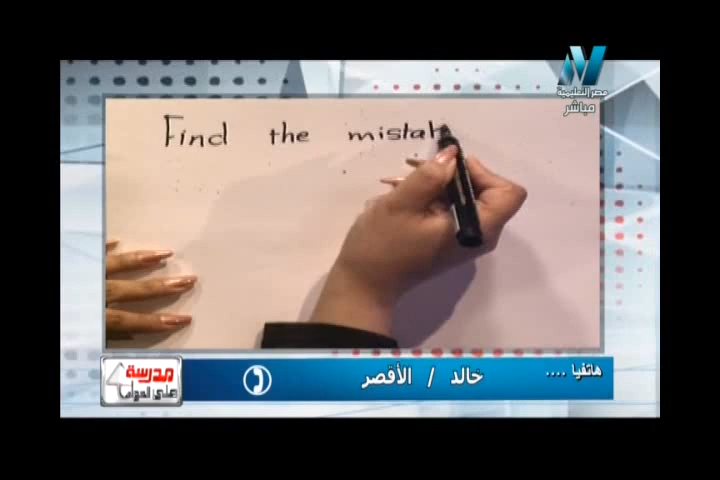 مصر التعليمية
مباشر
Find the mistak
هاتفيا ....
خالد / الأقصر
مدرسة
على الهواء